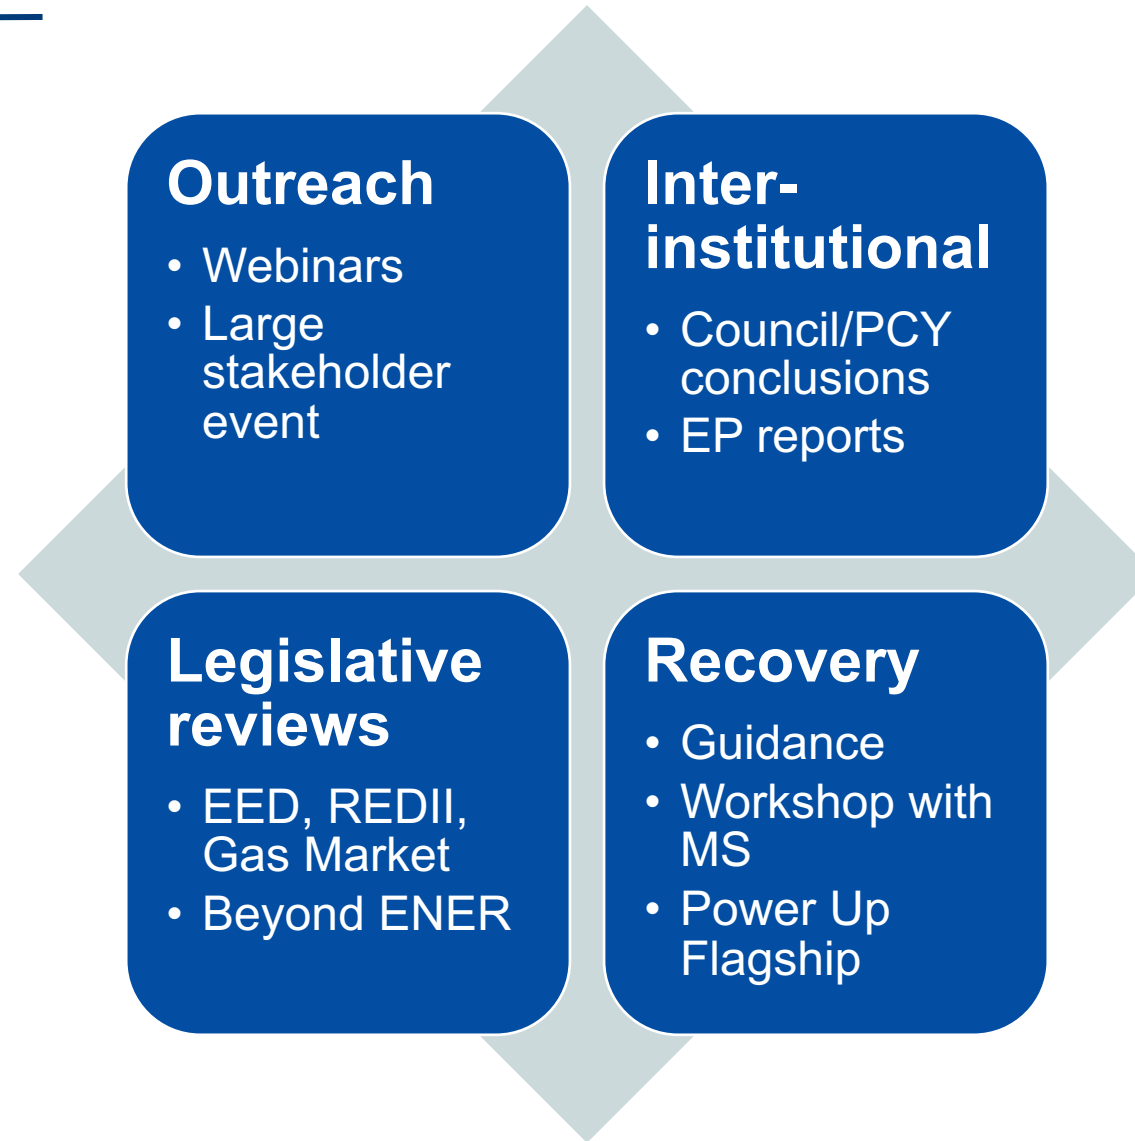 Outreach
• Webinars
• Large
stakeholder
event
Inter-
institutional
• Council/PCY
conclusions
• EP reports
Legislative
reviews
• EED, REDII,
Gas Market
• Beyond ENER
Recovery
• Guidance
• Workshop with
MS
• Power Up
Flagship